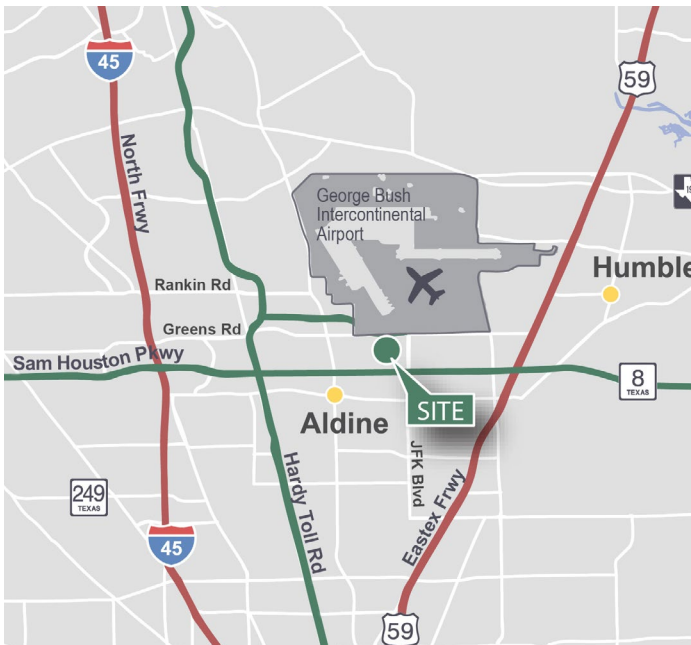 45
59
North Frwy
George Bush
Intercontinental
Airport
19
Humble
Rankin Rd
Greens Rd
Sam Houston Pkwy
8
TEXAS
SITE
Aldine
JFK Blvd
Hardy Toll Rd
Eastex Frwy
249
TEXAS
45
59